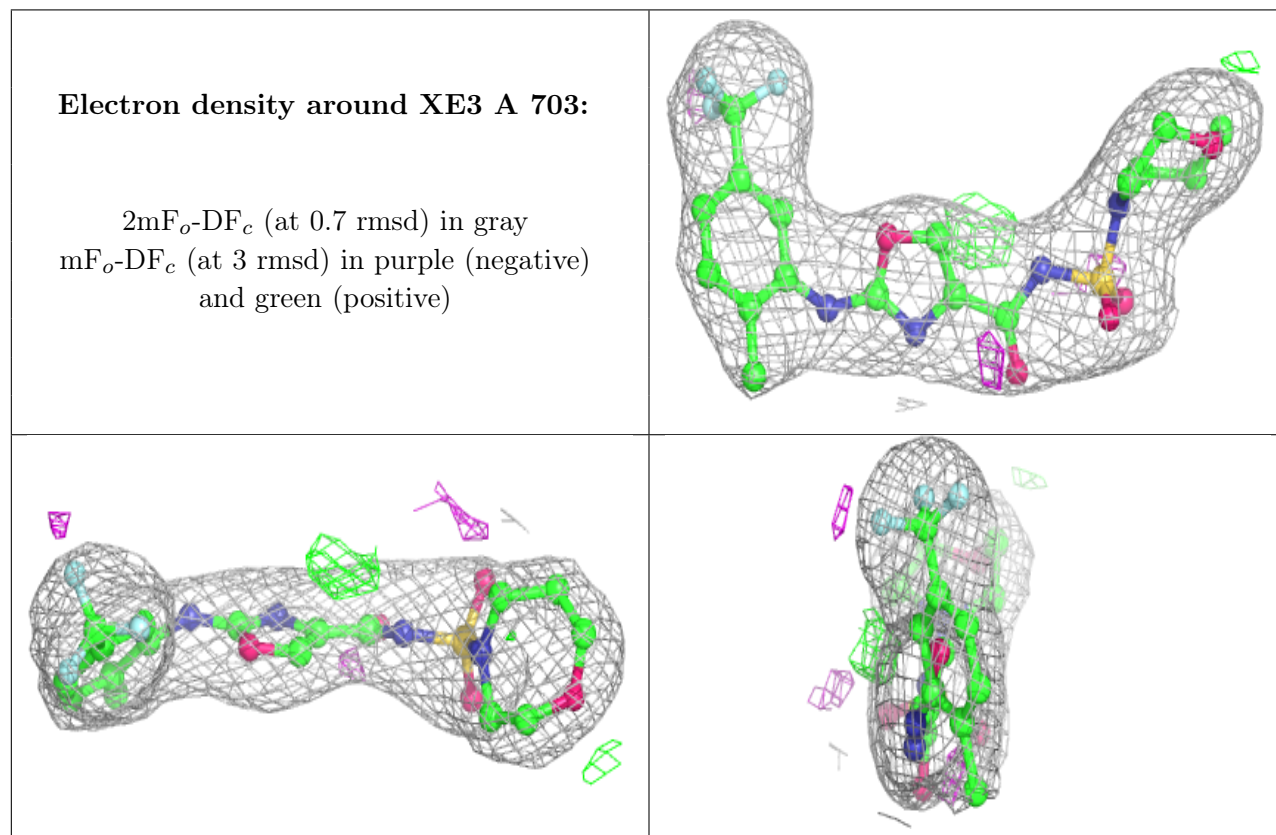 Electron density around XE3 A 703:
2mFo-DFc (at 0.7 rmsd) in gray
mFo-DFc (at 3 rmsd) in purple (negative)
and green (positive)